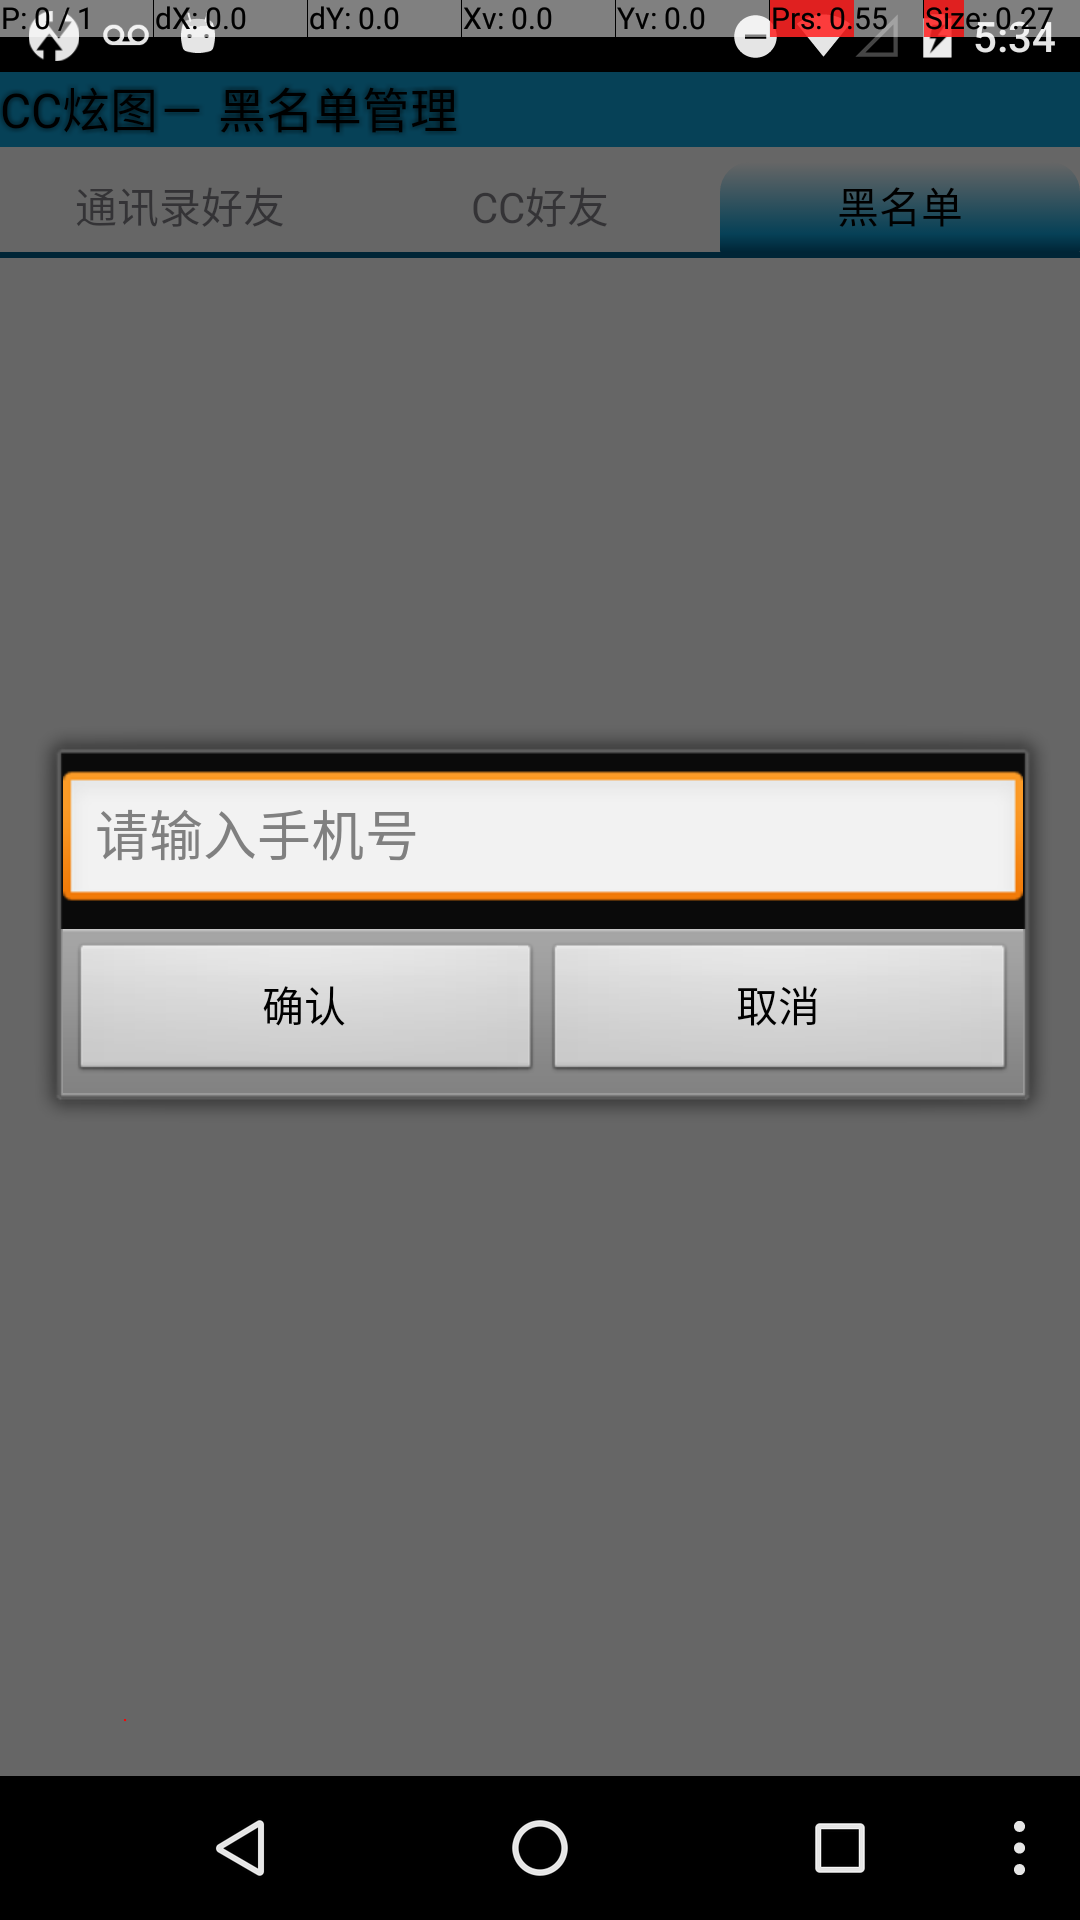 P: 0 / 1 dX: 0.0 dY: 0.0 Xv: 0.0 Yv: 0.0 Prs: 0.55 Size: 0.27
5:34
CC炫图－ 黑名单管理
通讯录好友 CC好友 黑名单
请输入手机号
确认 取消